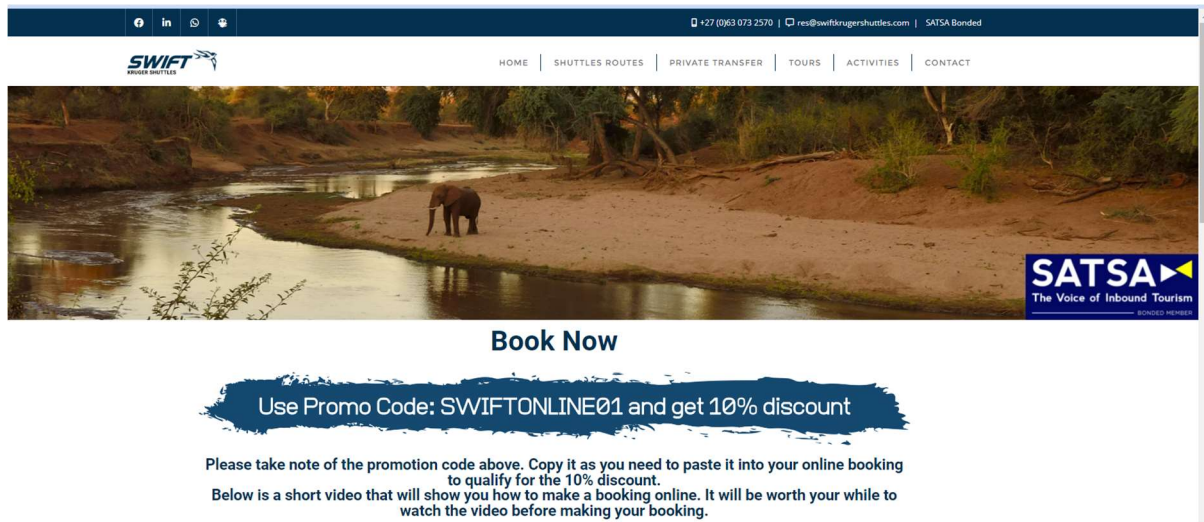 +27 (0)63 073 2570 | res@swiftkrugershuttles.com | SATSA Bonded
SWIFT
KRUGER SHUTTLES
HOME SHUTTLES ROUTES PRIVATE TRANSFER TOURS ACTIVITIES CONTACT
SATSA
The Voice of Inbound Tourism
BONDED MEMBER
Book Now
Use Promo Code: SWIFTONLINE01 and get 10% discount
Please take note of the promotion code above. Copy it as you need to paste it into your online booking
to qualify for the 10% discount.
Below is a short video that will show you how to make a booking online. It will be worth your while to
watch the video before making your booking.